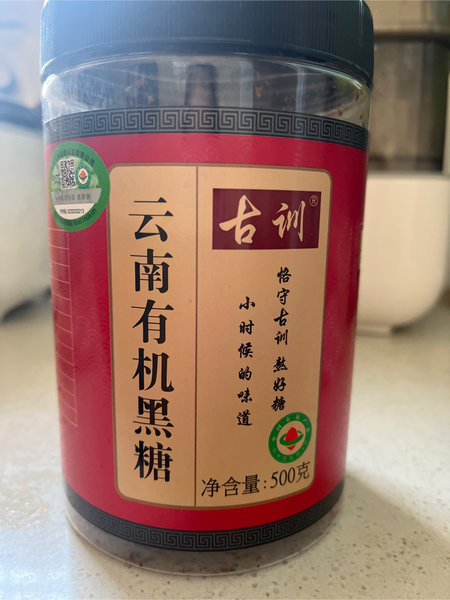 古训®
云南有机黑糖
恪守古训 熬好糖
小时候的味道
净含量:500克